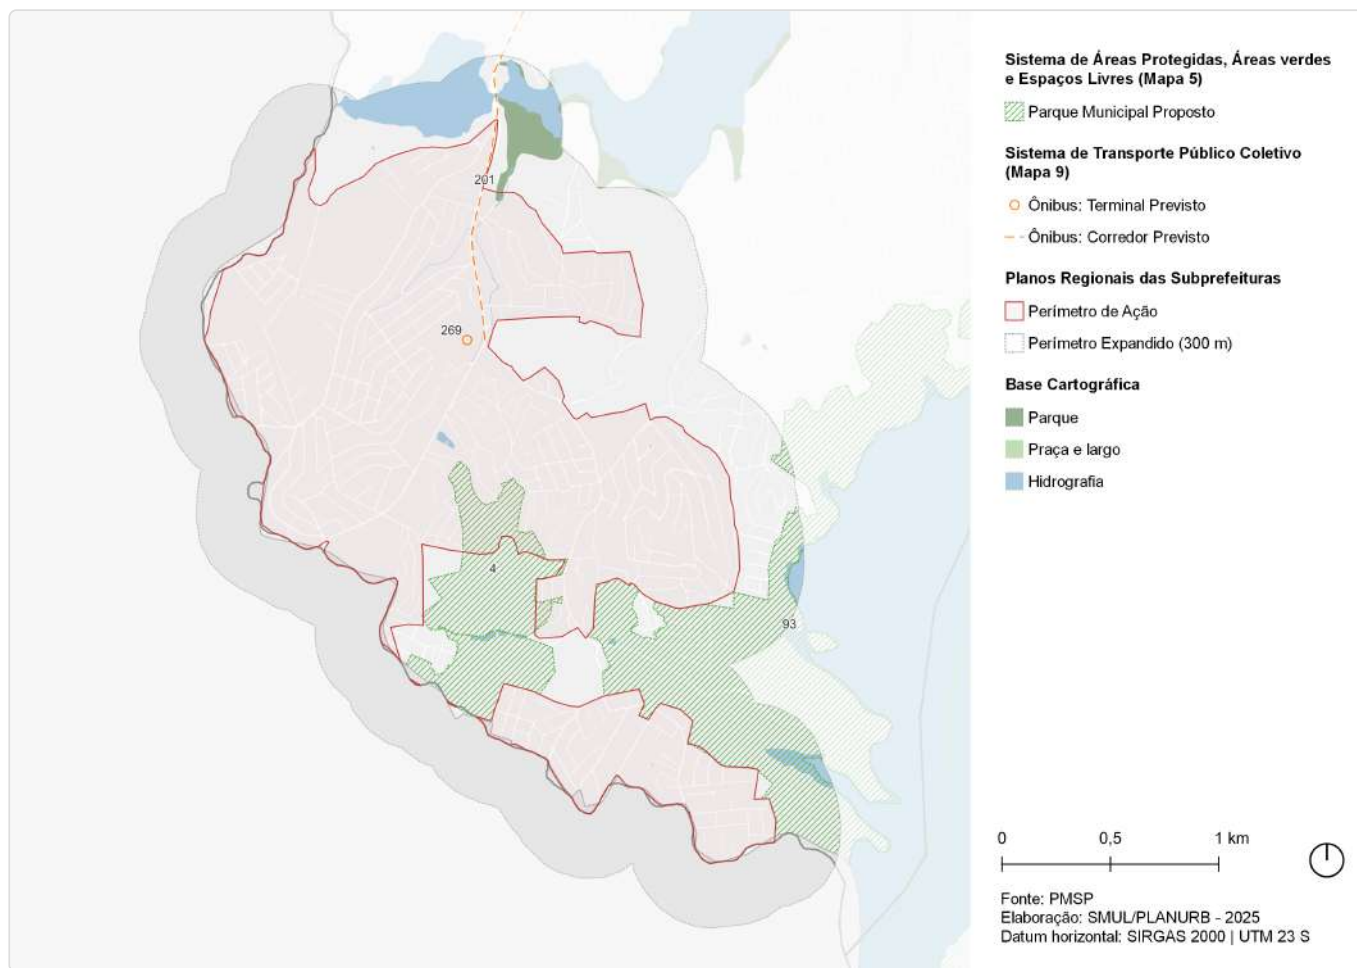 201
269
4
93
Sistema de Áreas Protegidas, Áreas verdes
e Espaços Livres (Mapa 5)
Parque Municipal Proposto
Sistema de Transporte Público Coletivo
(Mapa 9)
Ônibus: Terminal Previsto
Ônibus: Corredor Previsto
Planos Regionais das Subprefeituras
Perímetro de Ação
Perímetro Expandido (300 m)
Base Cartográfica
Parque
Praça e largo
Hidrografia
0 0,5 1 km
Fonte: PMSP
Elaboração: SMUL/PLANURB - 2025
Datum horizontal: SIRGAS 2000 | UTM 23 S